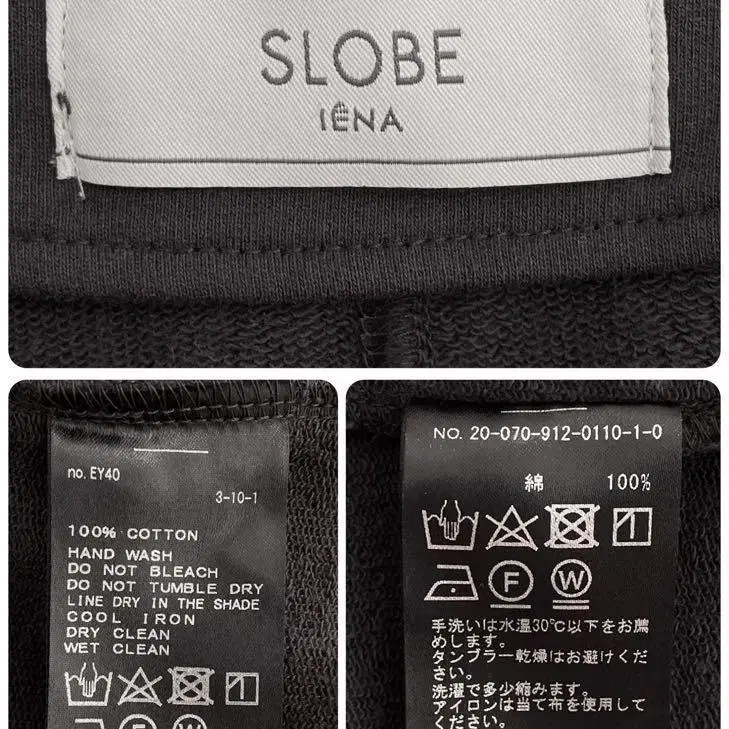 SLOBE
IÊNA
no. EY40
3-10-1
100% COTTON
HAND WASH
DO NOT BLEACH
DO NOT TUMBLE DRY
LINE DRY IN THE SHADE
COOL IRON
DRY CLEAN
WET CLEAN
NO. 20-070-912-0110-1-0
綿 100%
F W
手洗いは水温30℃以下をお薦
めします。
タンブラー乾燥はお避けくだ
さい。
洗濯で多少縮みます。
アイロンは当て布を使用して
ください。